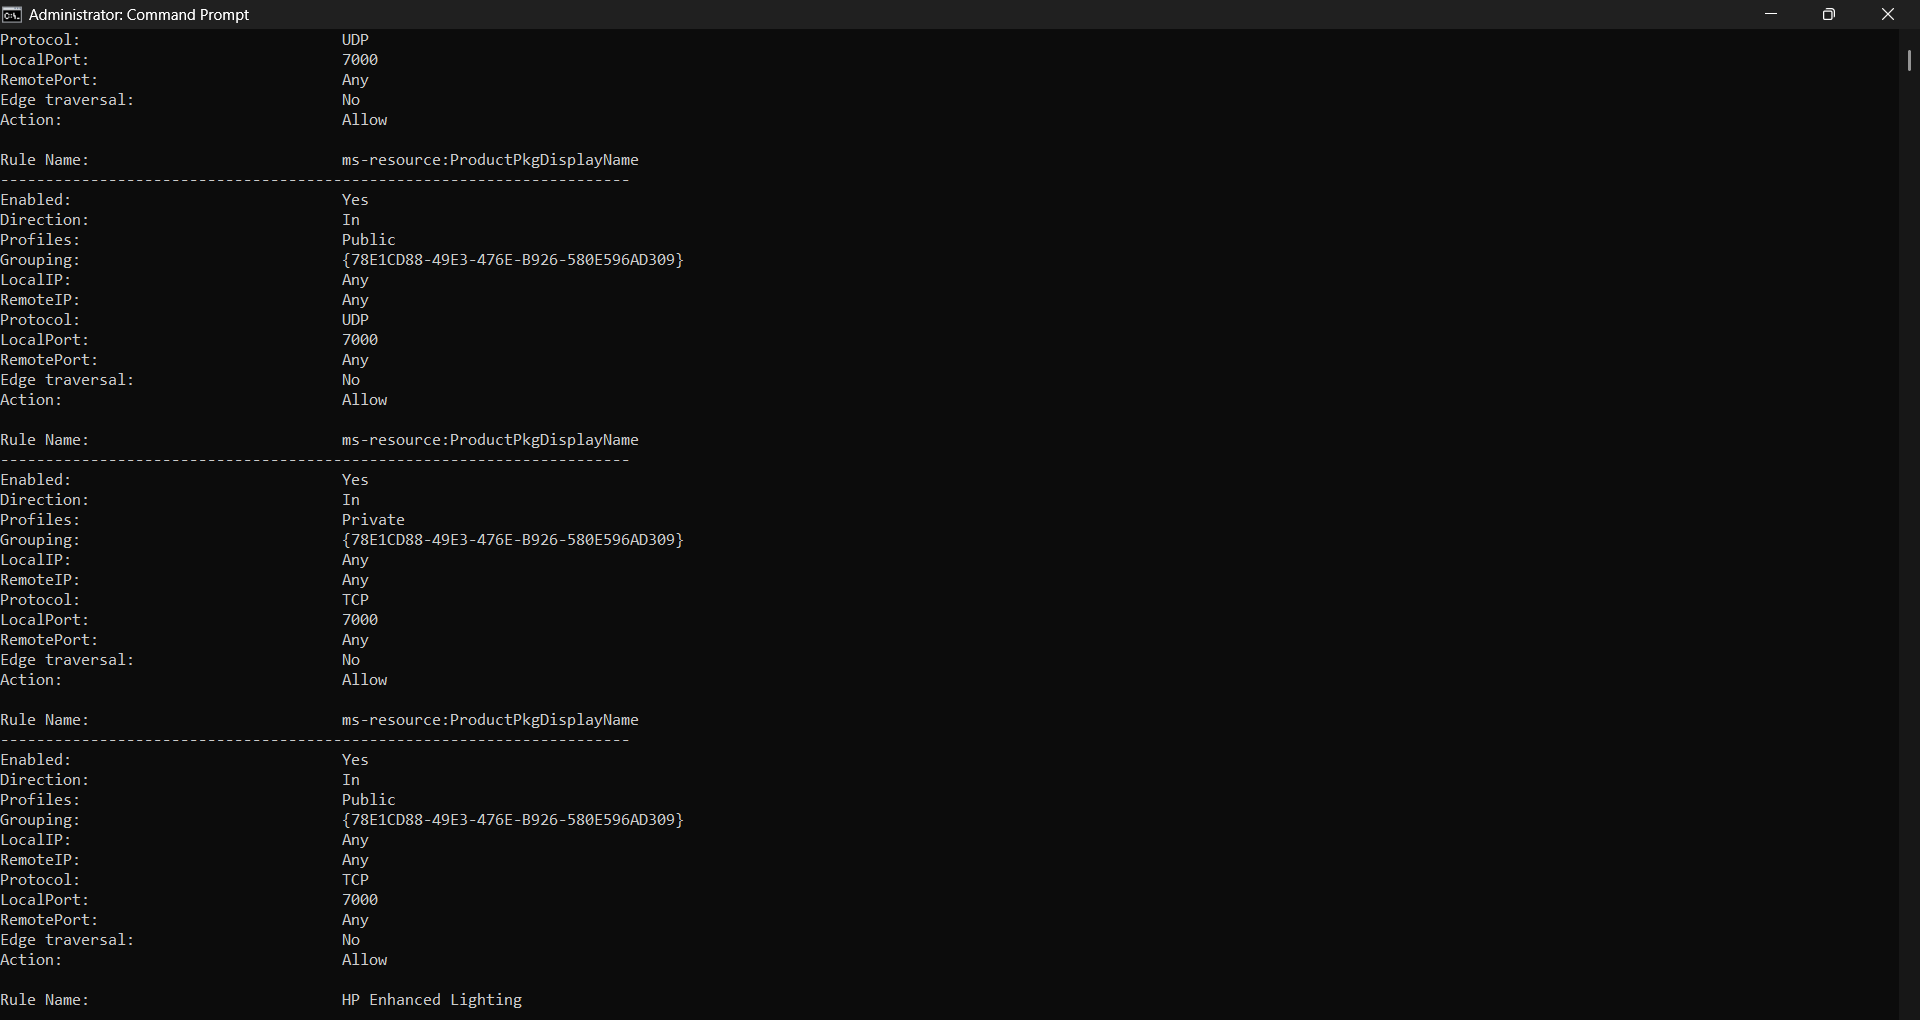 Administrator: Command Prompt
Protocol: UDP
LocalPort: 7000
RemotePort: Any
Edge traversal: No
Action: Allow
Rule Name: ms-resource:ProductPkgDisplayName
----------------------------------------------------------------------
Enabled: Yes
Direction: In
Profiles: Public
Grouping: {78E1CD88-49E3-476E-B926-580E596AD309}
LocalIP: Any
RemoteIP: Any
Protocol: UDP
LocalPort: 7000
RemotePort: Any
Edge traversal: No
Action: Allow
Rule Name: ms-resource:ProductPkgDisplayName
----------------------------------------------------------------------
Enabled: Yes
Direction: In
Profiles: Private
Grouping: {78E1CD88-49E3-476E-B926-580E596AD309}
LocalIP: Any
RemoteIP: Any
Protocol: TCP
LocalPort: 7000
RemotePort: Any
Edge traversal: No
Action: Allow
Rule Name: ms-resource:ProductPkgDisplayName
----------------------------------------------------------------------
Enabled: Yes
Direction: In
Profiles: Public
Grouping: {78E1CD88-49E3-476E-B926-580E596AD309}
LocalIP: Any
RemoteIP: Any
Protocol: TCP
LocalPort: 7000
RemotePort: Any
Edge traversal: No
Action: Allow
Rule Name: HP Enhanced Lighting